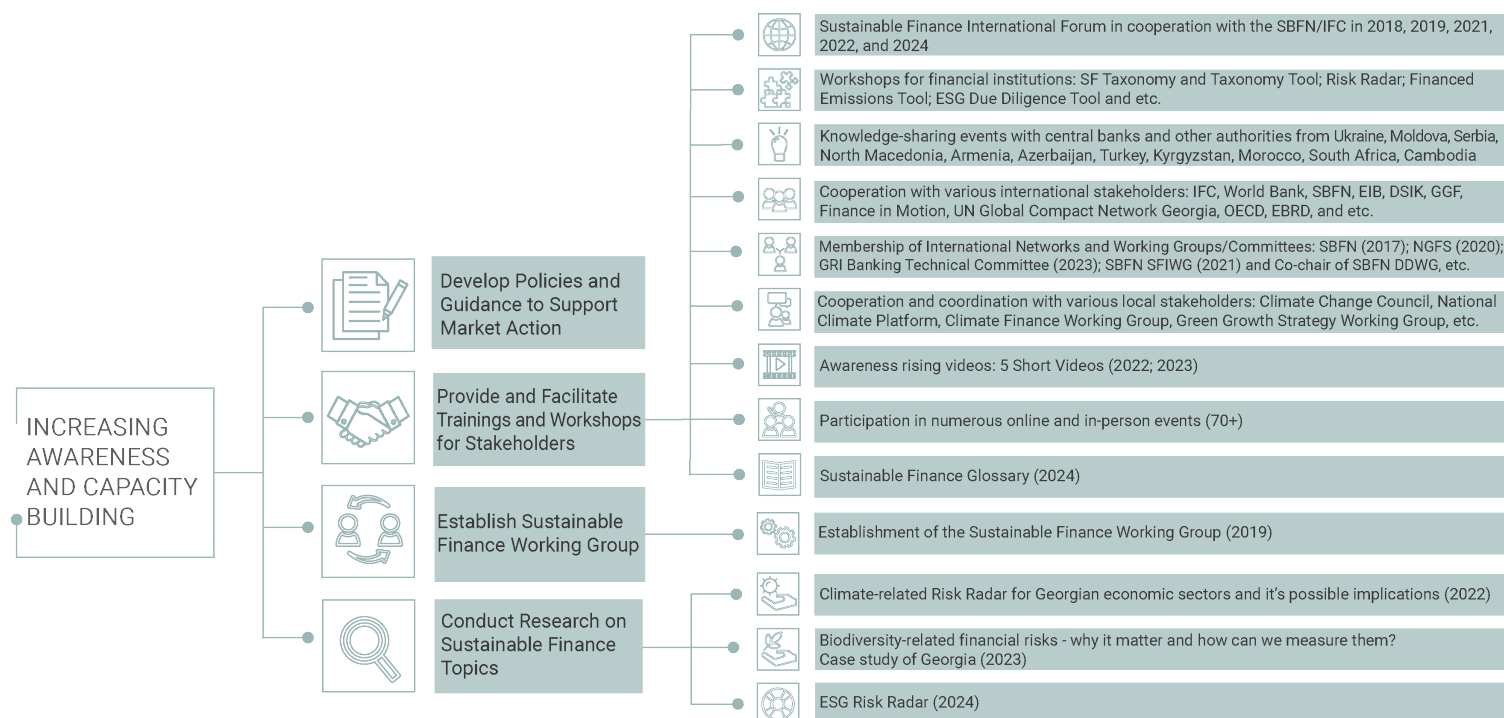 INCREASING
AWARENESS
AND CAPACITY
BUILDING
Develop Policies and
Guidance to Support
Market Action
Provide and Facilitate
Trainings and Workshops
for Stakeholders
Sustainable Finance International Forum in cooperation with the SBFN/IFC in 2018, 2019, 2021,
2022, and 2024
Workshops for financial institutions: SF Taxonomy and Taxonomy Tool; Risk Radar; Financed
Emissions Tool; ESG Due Diligence Tool and etc.
Knowledge-sharing events with central banks and other authorities from Ukraine, Moldova, Serbia,
North Macedonia, Armenia, Azerbaijan, Turkey, Kyrgyzstan, Morocco, South Africa, Cambodia
Cooperation with various international stakeholders: IFC, World Bank, SBFN, EIB, DSIK, GGF,
Finance in Motion, UN Global Compact Network Georgia, OECD, EBRD, and etc.
Membership of International Networks and Working Groups/Committees: SBFN (2017); NGFS (2020);
GRI Banking Technical Committee (2023); SBFN SFIWG (2021) and Co-chair of SBFN DDWG, etc.
Cooperation and coordination with various local stakeholders: Climate Change Council, National
Climate Platform, Climate Finance Working Group, Green Growth Strategy Working Group, etc.
Awareness rising videos: 5 Short Videos (2022; 2023)
Participation in numerous online and in-person events (70+)
Sustainable Finance Glossary (2024)
Establish Sustainable
Finance Working Group
Establishment of the Sustainable Finance Working Group (2019)
Conduct Research on
Sustainable Finance
Topics
Climate-related Risk Radar for Georgian economic sectors and it's possible implications (2022)
Biodiversity-related financial risks - why it matter and how can we measure them?
Case study of Georgia (2023)
ESG Risk Radar (2024)